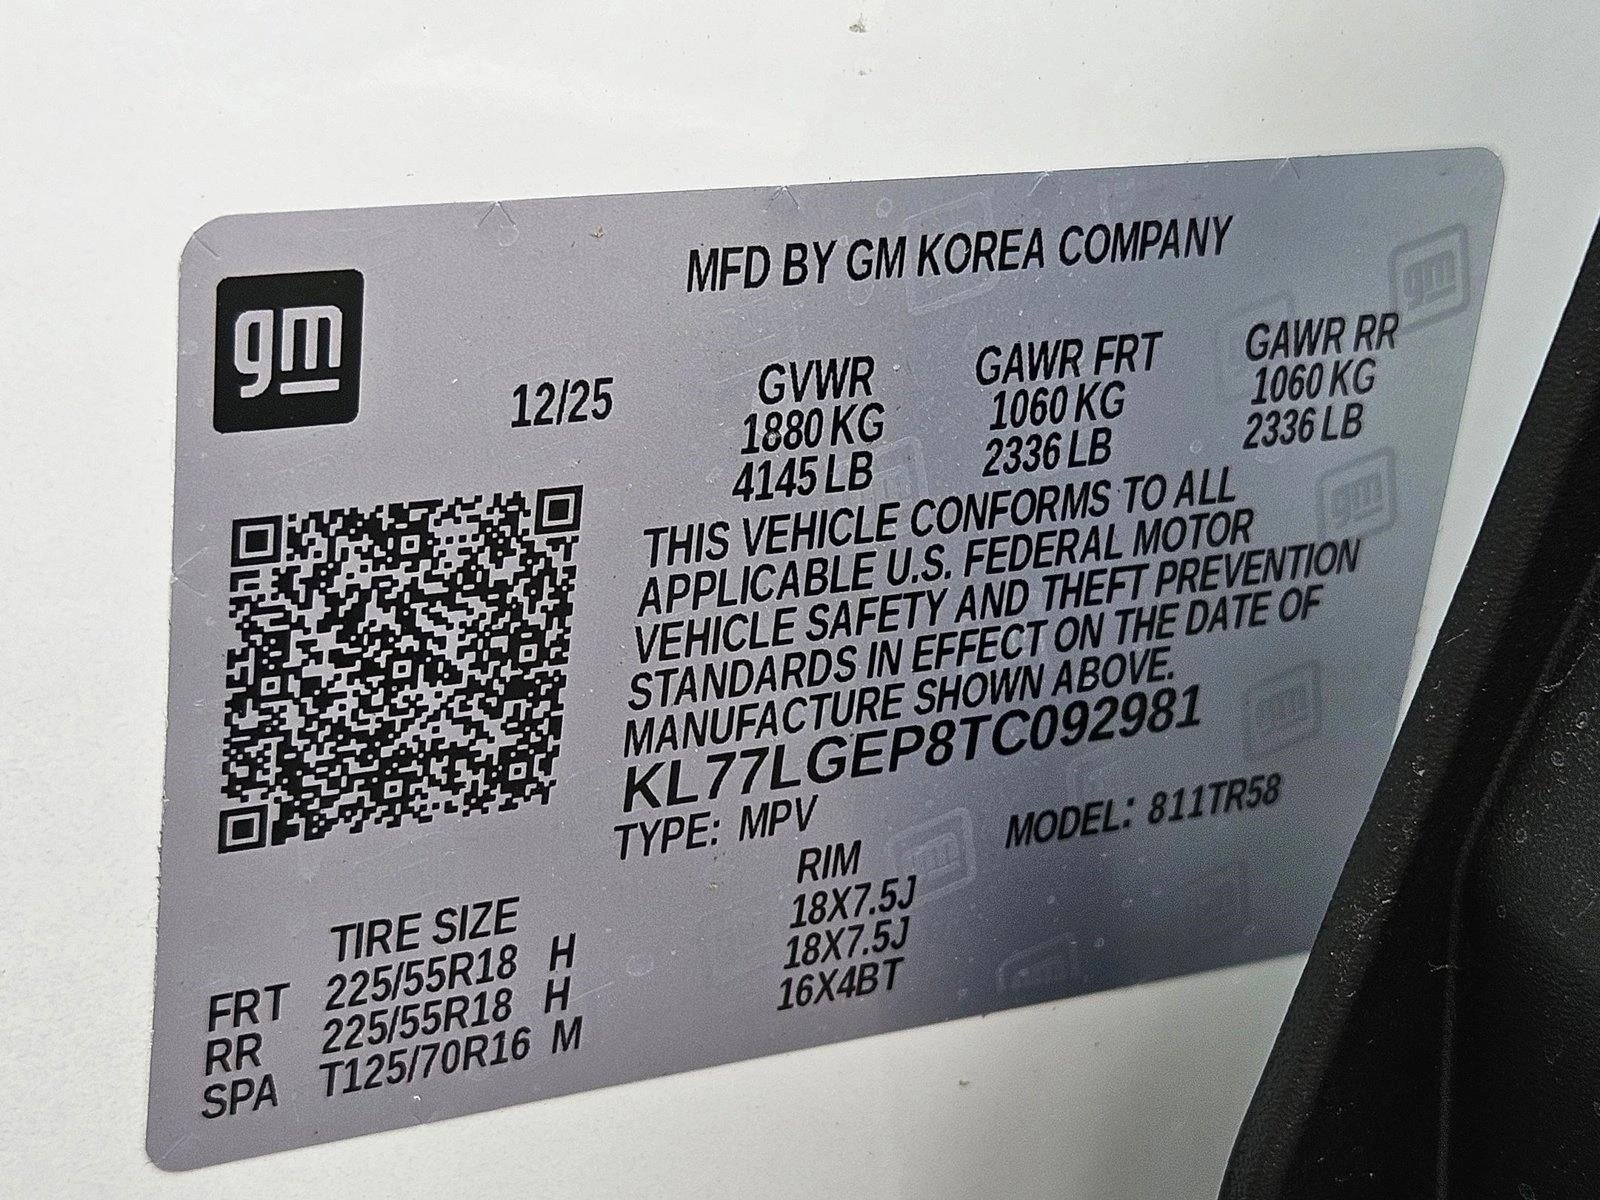 gm
MFD BY GM KOREA COMPANY
12/25 GVWR GAWR FRT GAWR RR
1880 KG 1060 KG 1060 KG
4145 LB 2336 LB 2336 LB
THIS VEHICLE CONFORMS TO ALL
APPLICABLE U.S. FEDERAL MOTOR
VEHICLE SAFETY AND THEFT PREVENTION
STANDARDS IN EFFECT ON THE DATE OF
MANUFACTURE SHOWN ABOVE.
KL77LGEP8TC092981
TYPE: MPV MODEL: 811TR58
TIRE SIZE RIM
FRT 225/55R18 H 18X7.5J
RR 225/55R18 H 18X7.5J
SPA T125/70R16 M 16X4BT